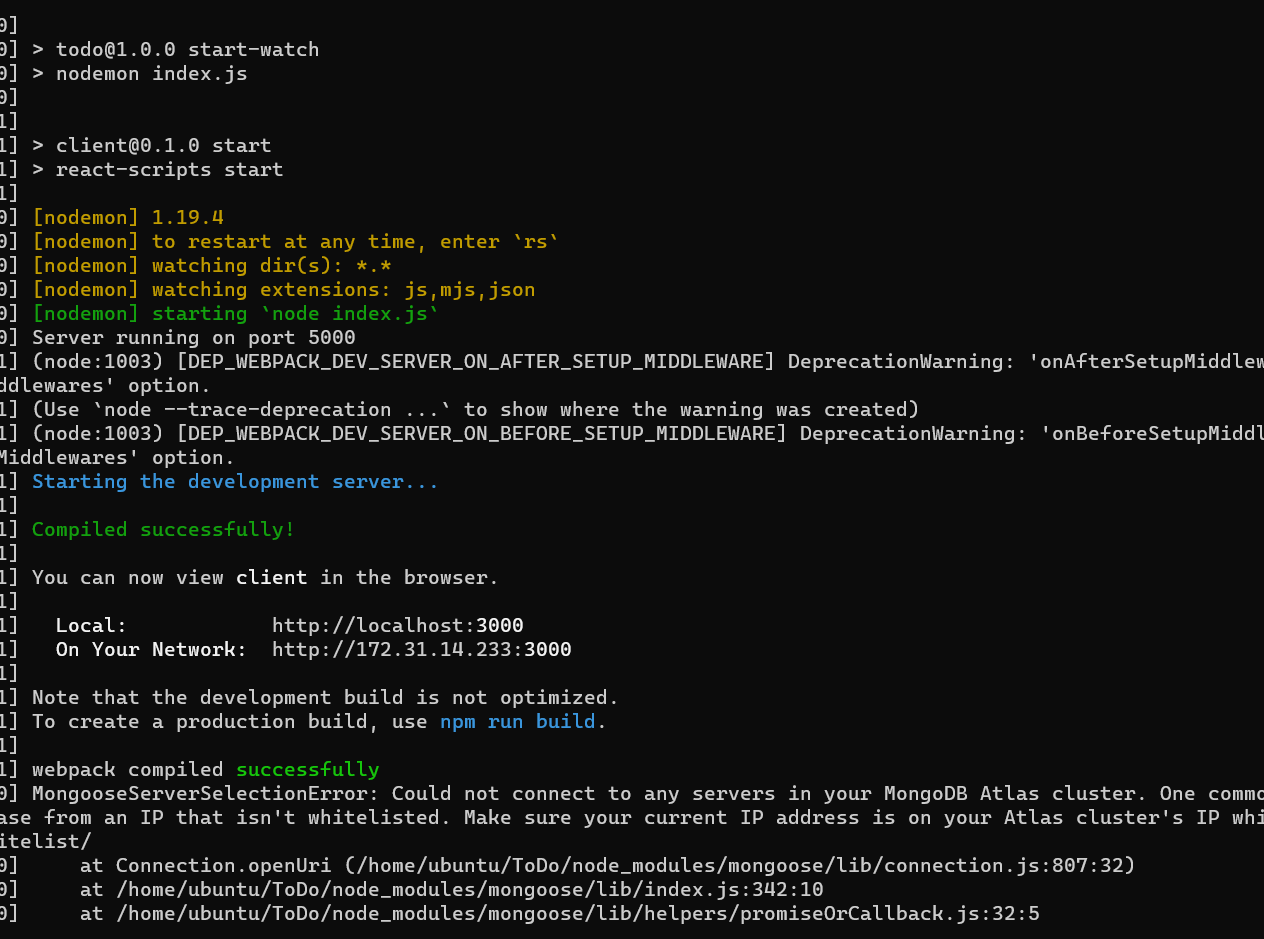 0]
0] > todo@1.0.0 start-watch
0] > nodemon index.js
0]
1]
1] > client@0.1.0 start
1] > react-scripts start
1]
0] [nodemon] 1.19.4
0] [nodemon] to restart at any time, enter `rs`
0] [nodemon] watching dir(s): *.*
0] [nodemon] watching extensions: js,mjs,json
0] [nodemon] starting `node index.js`
0] Server running on port 5000
1] (node:1003) [DEP_WEBPACK_DEV_SERVER_ON_AFTER_SETUP_MIDDLEWARE] DeprecationWarning: 'onAfterSetupMiddlew
ddlewares' option.
1] (Use `node --trace-deprecation ...` to show where the warning was created)
1] (node:1003) [DEP_WEBPACK_DEV_SERVER_ON_BEFORE_SETUP_MIDDLEWARE] DeprecationWarning: 'onBeforeSetupMiddl
Middlewares' option.
1] Starting the development server...
1]
1] Compiled successfully!
1]
1] You can now view client in the browser.
1]
1]   Local:            http://localhost:3000
1]   On Your Network:  http://172.31.14.233:3000
1]
1] Note that the development build is not optimized.
1] To create a production build, use npm run build.
1]
1] webpack compiled successfully
0] MongooseServerSelectionError: Could not connect to any servers in your MongoDB Atlas cluster. One commo
ase from an IP that isn't whitelisted. Make sure your current IP address is on your Atlas cluster's IP whi
itelist/
0]     at Connection.openUri (/home/ubuntu/ToDo/node_modules/mongoose/lib/connection.js:807:32)
0]     at /home/ubuntu/ToDo/node_modules/mongoose/lib/index.js:342:10
0]     at /home/ubuntu/ToDo/node_modules/mongoose/lib/helpers/promiseOrCallback.js:32:5